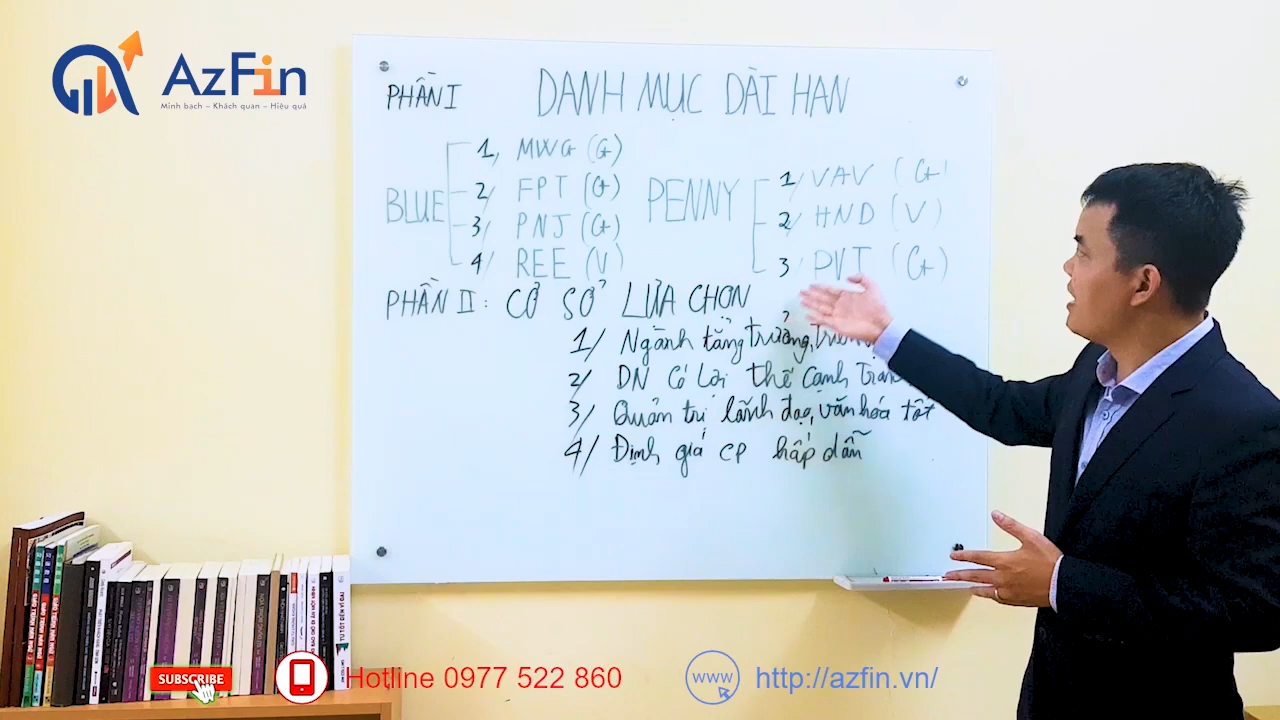 AzFin
Minh bạch – Khách quan – Hiệu quả
PHẦN I DANH MỤC DÀI HẠN
BLUE
1, MWG (G)
2/ FPT (G)
3/ PNJ (G)
4/ REE (V)
PENNY
1/ VAV (G)
2/ HND (V)
3 PVT (G)
PHẦN II: CƠ SỞ LỰA CHỌN
1/ Ngành tăng trưởng,
2/ DN có lợi thế cạnh tran
3/ Quản trị lãnh đạo, văn hóa tốt
4/ Định giá CP hấp dẫn
SUBSCRIBE
Hotline 0977 522 860
www
http://azfin.vn/